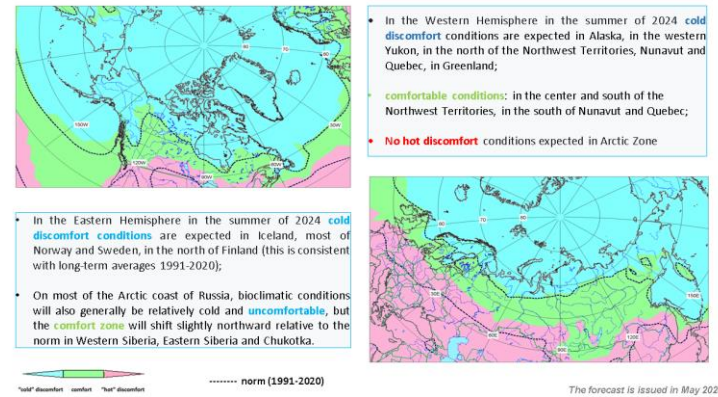 • In the Western Hemisphere in the summer of 2024 cold
discomfort conditions are expected in Alaska, in the western
Yukon, in the north of the Northwest Territories, Nunavut and
Quebec, in Greenland;
• comfortable conditions: in the center and south of the
Northwest Territories, in the south of Nunavut and Quebec;
• No hot discomfort conditions expected in Arctic Zone
80
70
60
150W
120W
90W
60W
30W
• In the Eastern Hemisphere in the summer of 2024 cold
discomfort conditions are expected in Iceland, most of
Norway and Sweden, in the north of Finland (this is consistent
with long-term averages 1991-2020);
• On most of the Arctic coast of Russia, bioclimatic conditions
will also generally be relatively cold and uncomfortable, but
the comfort zone will shift slightly northward relative to the
norm in Western Siberia, Eastern Siberia and Chukotka.
60
70
80
30E
60E
90E
120E
150E
"cold" discomfort comfort "hot" discomfort
-------- norm (1991-2020)
The forecast is issued in May 202